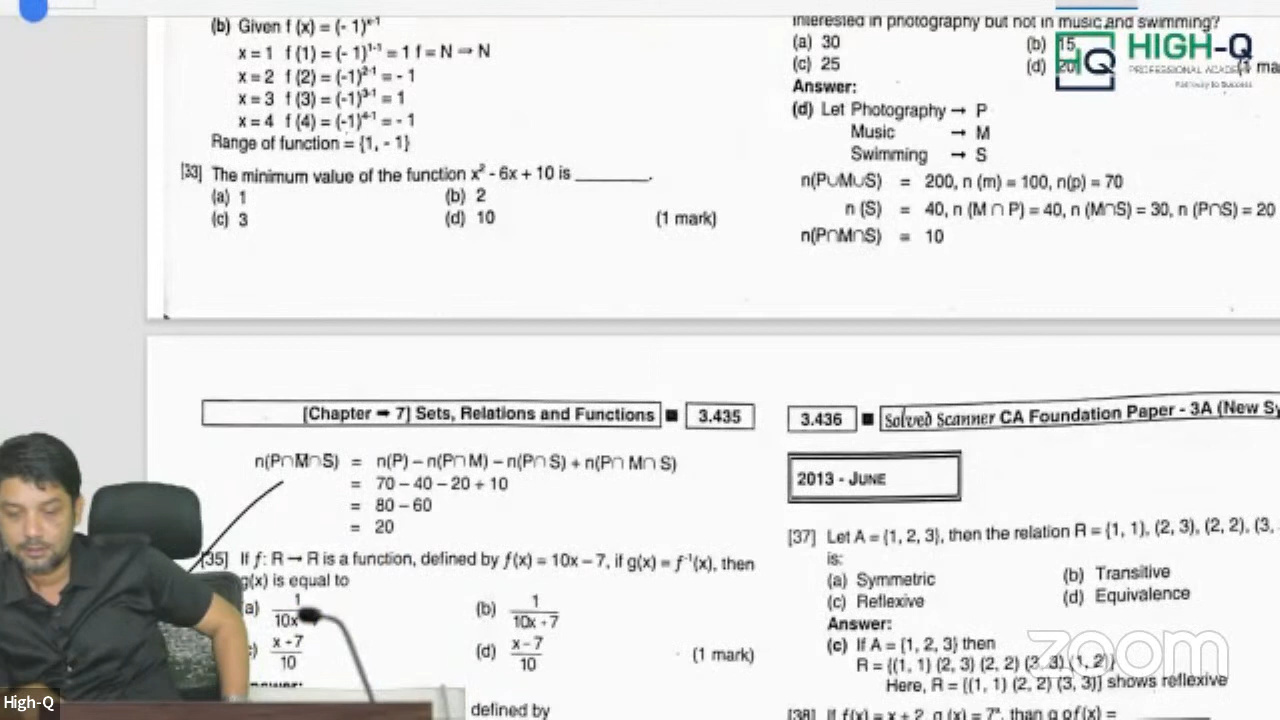 (b) Given f (x) = (- 1)ˣ⁻¹
x = 1 f (1) = (- 1)¹⁻¹ = 1 f = N → N
x = 2 f (2) = (-1)²⁻¹ = - 1
x = 3 f (3) = (-1)³⁻¹ = 1
x = 4 f (4) = (-1)⁴⁻¹ = - 1
Range of function = {1, - 1}
[33] The minimum value of the function x² - 6x + 10 is ________.
(a) 1 (b) 2
(c) 3 (d) 10 (1 mark)
interested in photography but not in music and swimming?
(a) 30 (b) 15
(c) 25 (d) 20
Answer:
(d) Let Photography → P
Music → M
Swimming → S
n(P∪M∪S) = 200, n (m) = 100, n(p) = 70
n (S) = 40, n (M ∩ P) = 40, n (M∩S) = 30, n (P∩S) = 20
n(P∩M∩S) = 10
HQ HIGH-Q
PROFESSIONAL ACADEMY
Pathway to Success
[Chapter ➡ 7] Sets, Relations and Functions ■ 3.435
n(P∩M∩S) = n(P) – n(P∩M) – n(P∩S) + n(P∩ M∩ S)
= 70 – 40 – 20 + 10
= 80 – 60
= 20
35] If f: R → R is a function, defined by f(x) = 10x – 7, if g(x) = f⁻¹(x), then
g(x) is equal to
a) 1/10x (b) 1/10x+7
) x+7/10 (d) x–7/10 (1 mark)
defined by
3.436 ■ Solved Scanner CA Foundation Paper - 3A (New
2013 - JUNE
[37] Let A = {1, 2, 3}, then the relation R = {1, 1), (2, 3), (2, 2), (3,
is:
(a) Symmetric (b) Transitive
(c) Reflexive (d) Equivalence
Answer:
(c) If A = {1, 2, 3} then
R = {(1, 1) (2, 3) (2, 2) (3, 3) (1, 2)}
Here, R = {(1, 1) (2, 2) (3, 3)} shows reflexive
[38] If f(x) = x + 2, g (x) = 7ˣ, than g of(x) =
zoom
High-Q